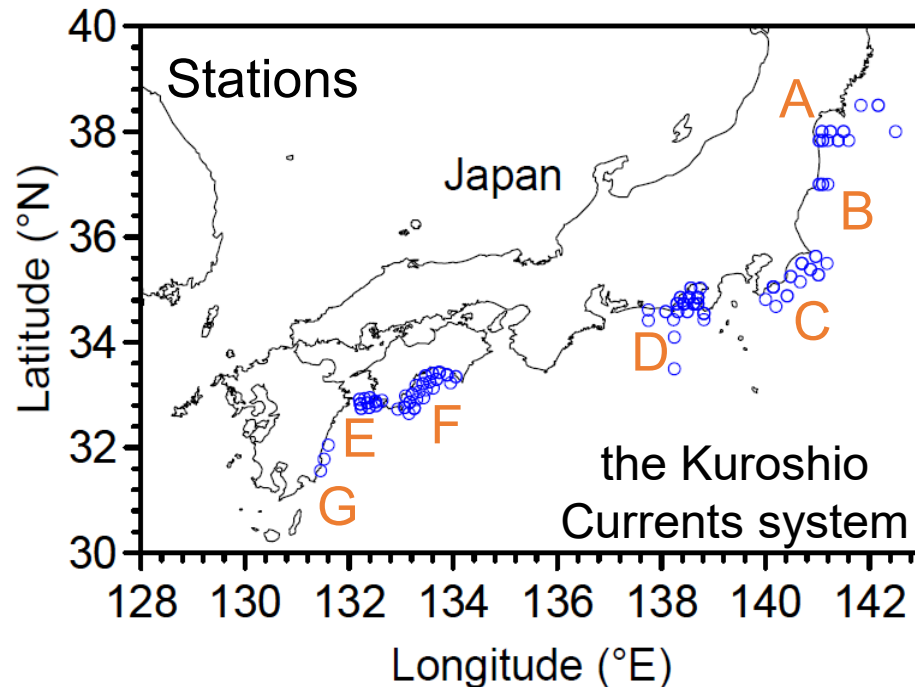 40
38
36
34
32
30
Latitude (°N)
Stations
Japan
A
B
C
D
E
F
G
the Kuroshio
Currents system
128 130 132 134 136 138 140 142
Longitude (°E)